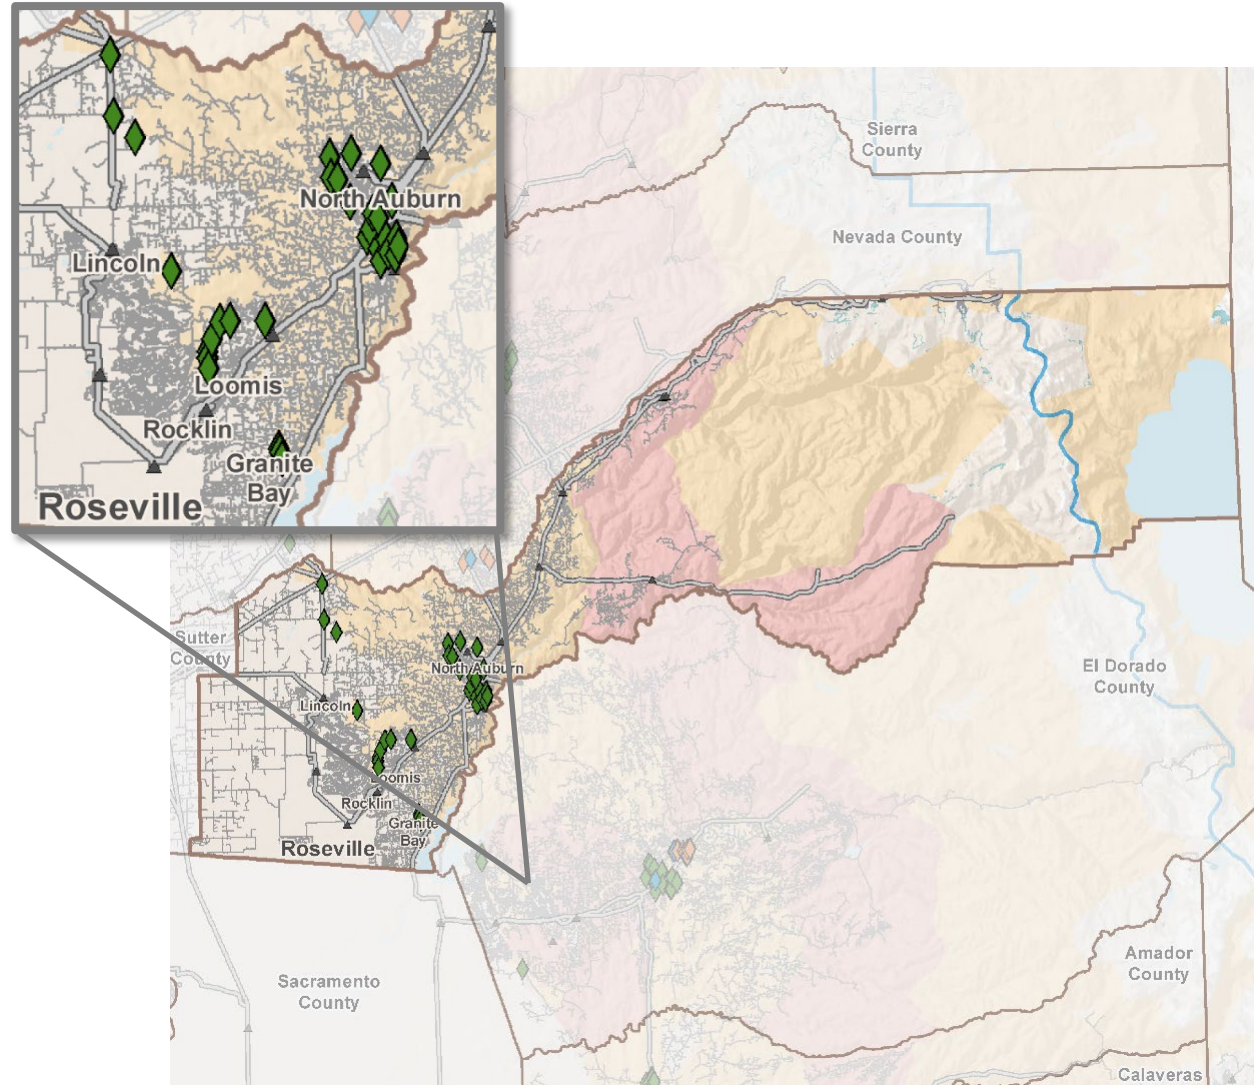 North Auburn
Lincoln
Loomis
Rocklin
Granite
Bay
Roseville
Sierra
County
Nevada County
Sutter
County
North Auburn
Lincoln
Loomis
Rocklin
Granite
Bay
Roseville
El Dorado
County
Sacramento
County
Amador
County
Calaveras